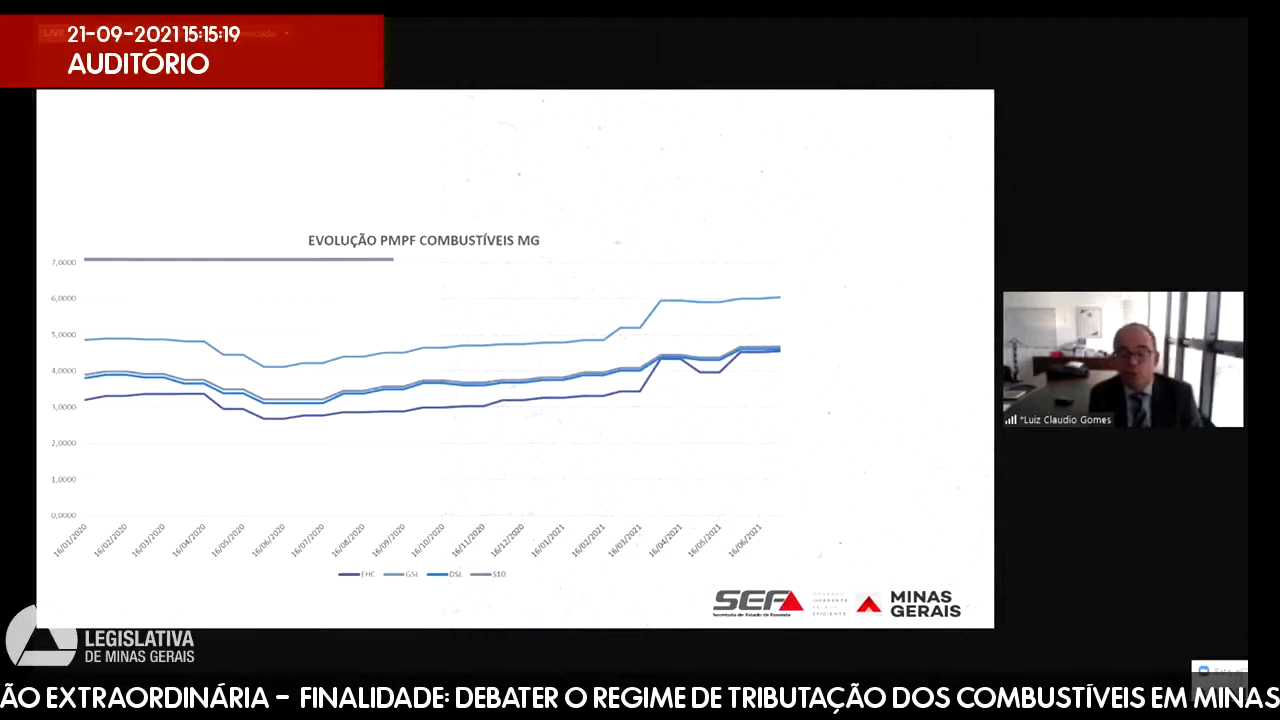 21-09-2021 15:15:19
AUDITÓRIO
EVOLUÇÃO PMPF COMBUSTÍVEIS MG
7,0000
6,0000
5,0000
4,0000
3,0000
2,0000
1,0000
0,0000
16/01/2020
16/02/2020
16/03/2020
16/04/2020
16/05/2020
16/06/2020
16/07/2020
16/08/2020
16/09/2020
16/10/2020
16/11/2020
16/12/2020
16/01/2021
16/02/2021
16/03/2021
16/04/2021
16/05/2021
16/06/2021
EHC GSL DSL S10
SEF
Secretaria de Estado de Fazenda
MINAS
GERAIS
*Luiz Claudio Gomes
LEGISLATIVA
DE MINAS GERAIS
ÃO EXTRAORDINÁRIA - FINALIDADE: DEBATER O REGIME DE TRIBUTAÇÃO DOS COMBUSTÍVEIS EM MINAS